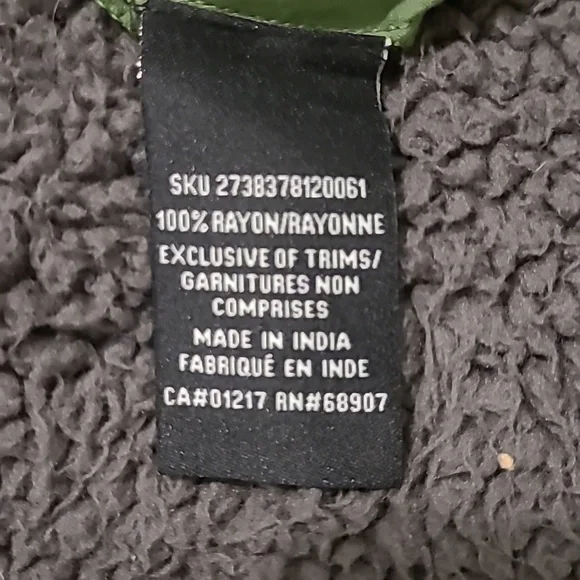 SKU 2738378120061
100% RAYON/RAYONNE
EXCLUSIVE OF TRIMS/
GARNITURES NON
COMPRISES
MADE IN INDIA
FABRIQUÉ EN INDE
CA#01217 RN#68907